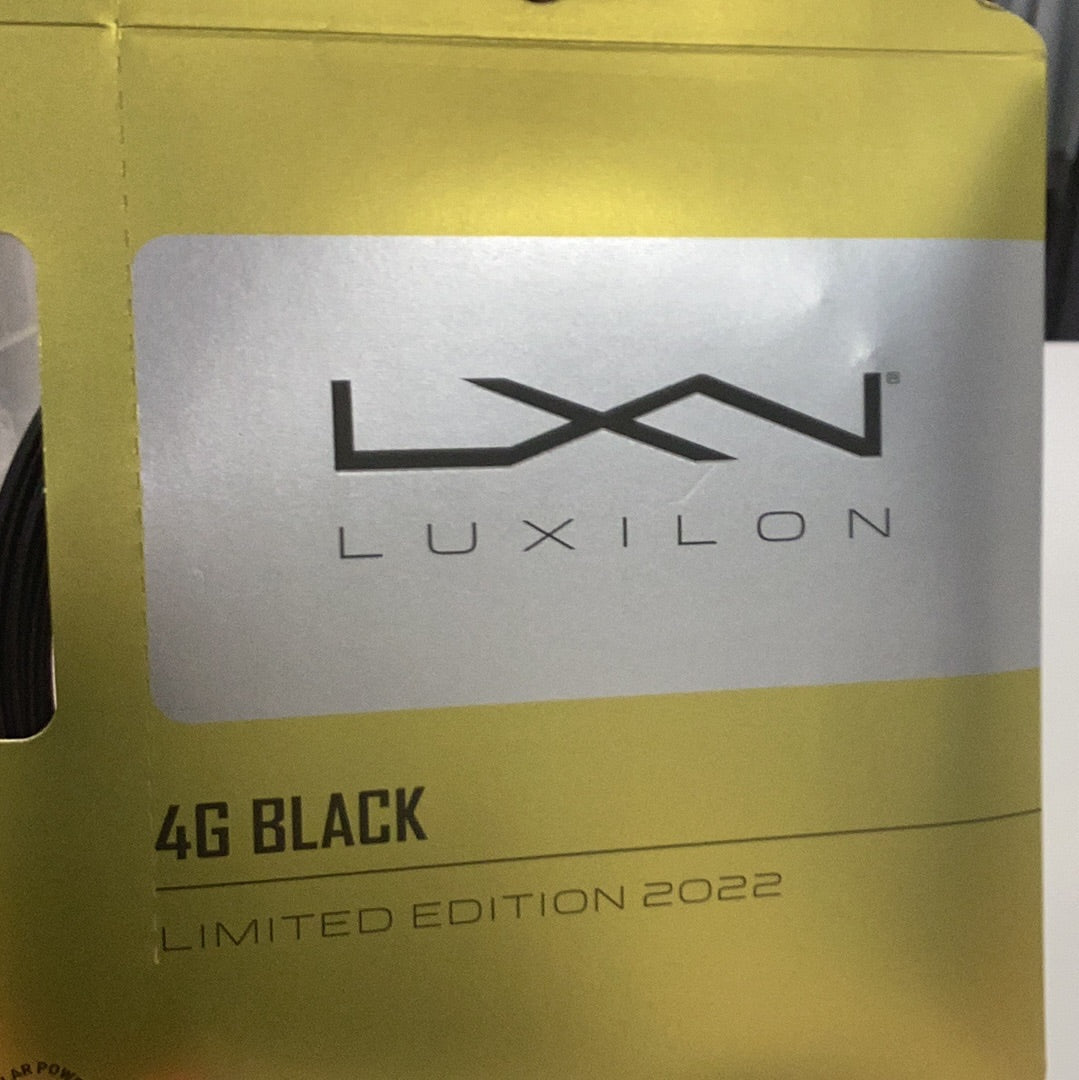 LXN®
LUXILON
4G BLACK
LIMITED EDITION 2022